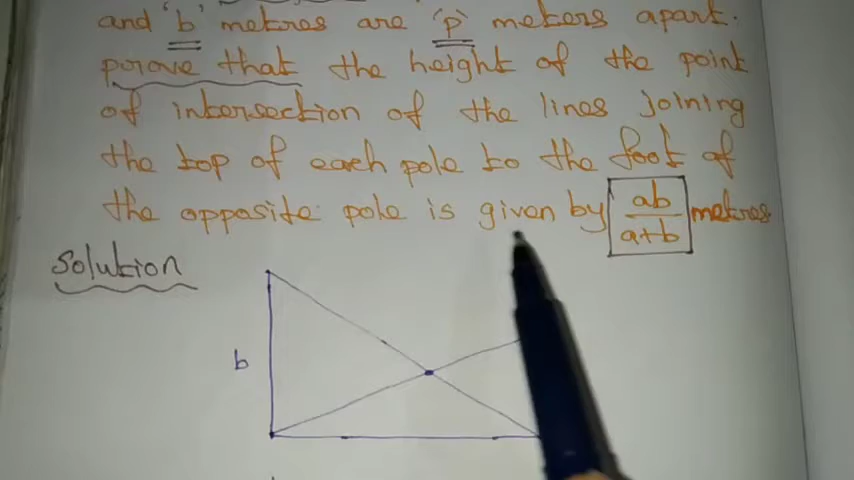 and 'b' metres are 'p' meters apart.
prove that the height of the point
of intersection of the lines joining
the top of each pole to the foot of
the opposite pole is given by ab/a+b metres
Solution
b